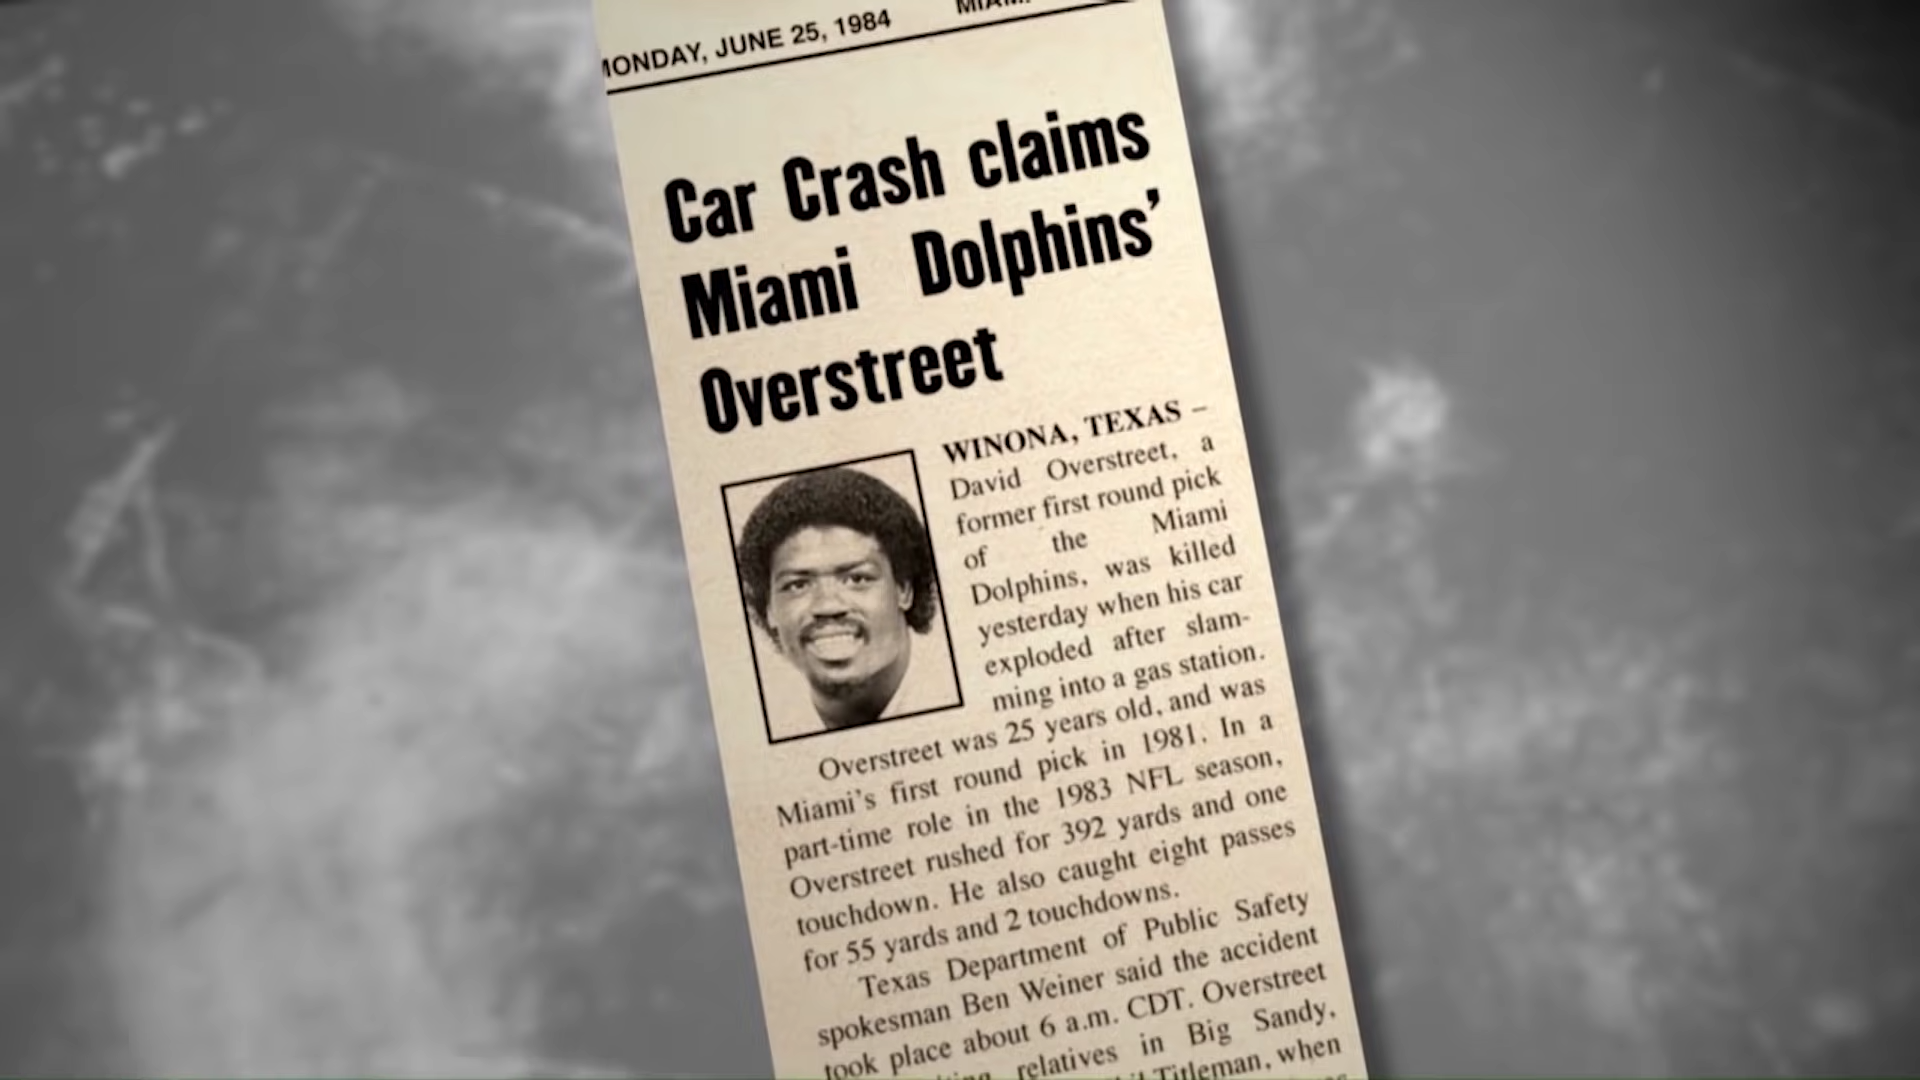 MONDAY, JUNE 25, 1984
Car Crash claims
Miami Dolphins'
Overstreet
WINONA, TEXAS –
David Overstreet, a
former first round pick
of the Miami
Dolphins, was killed
yesterday when his car
exploded after slam-
ming into a gas station.
Overstreet was 25 years old, and was
Miami's first round pick in 1981. In a
part-time role in the 1983 NFL season,
Overstreet rushed for 392 yards and one
touchdown. He also caught eight passes
for 55 yards and 2 touchdowns.
Texas Department of Public Safety
spokesman Ben Weiner said the accident
took place about 6 a.m. CDT. Overstreet
relatives in Big Sandy,
Titleman, when